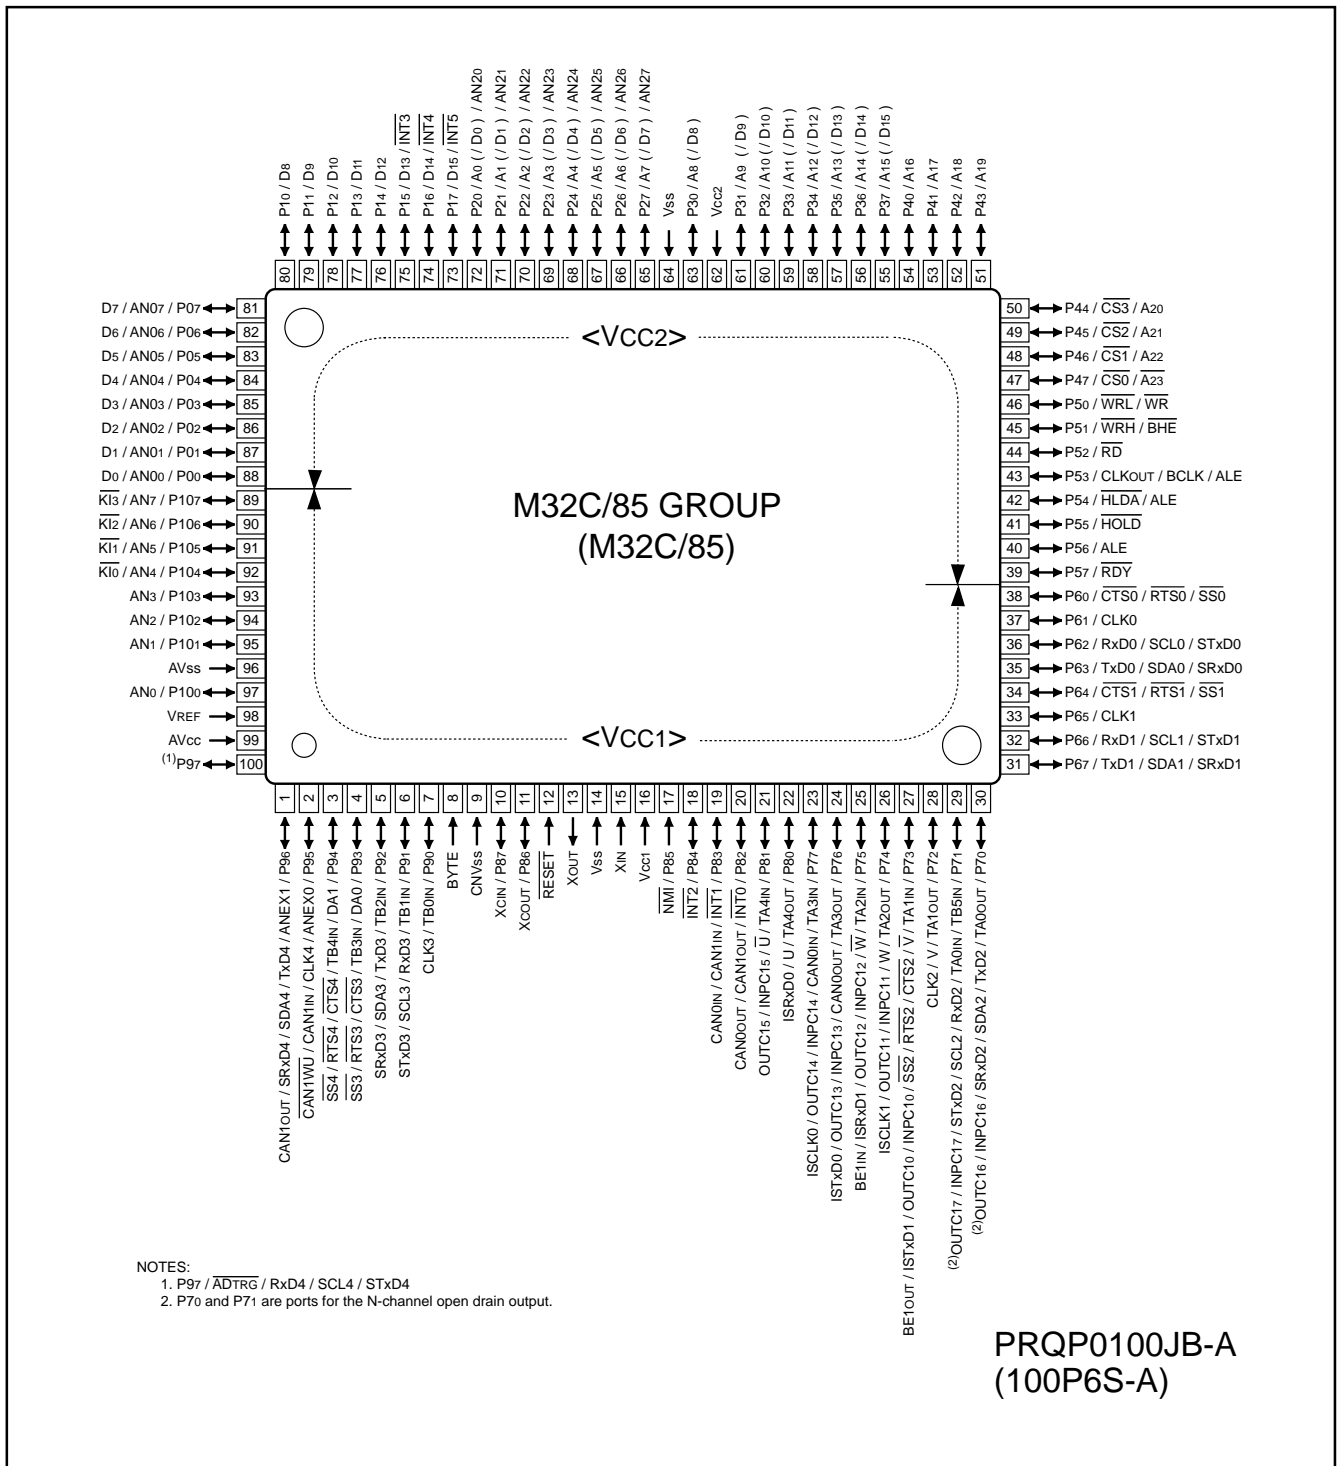 P10 / D8
P11 / D9
P12 / D10
P13 / D11
P14 / D12
P15 / D13 / INT3
P16 / D14 / INT4
P17 / D15 / INT5
P20 / A0 ( / D0 ) / AN20
P21 / A1 ( / D1 ) / AN21
P22 / A2 ( / D2 ) / AN22
P23 / A3 ( / D3 ) / AN23
P24 / A4 ( / D4 ) / AN24
P25 / A5 ( / D5 ) / AN25
P26 / A6 ( / D6 ) / AN26
P27 / A7 ( / D7 ) / AN27
Vss
P30 / A8 ( / D8 )
Vcc2
P31 / A9 ( / D9 )
P32 / A10 ( / D10 )
P33 / A11 ( / D11 )
P34 / A12 ( / D12 )
P35 / A13 ( / D13 )
P36 / A14 ( / D14 )
P37 / A15 ( / D15 )
P40 / A16
P41 / A17
P42 / A18
P43 / A19
80 79 78 77 76 75 74 73 72 71 70 69 68 67 66 65 64 63 62 61 60 59 58 57 56 55 54 53 52 51
D7 / AN07 / P07 81
D6 / AN06 / P06 82
D5 / AN05 / P05 83
D4 / AN04 / P04 84
D3 / AN03 / P03 85
D2 / AN02 / P02 86
D1 / AN01 / P01 87
D0 / AN00 / P00 88
KI3 / AN7 / P107 89
KI2 / AN6 / P106 90
KI1 / AN5 / P105 91
KI0 / AN4 / P104 92
AN3 / P103 93
AN2 / P102 94
AN1 / P101 95
AVss 96
AN0 / P100 97
VREF 98
AVcc 99
(1)P97 100
<VCC2>
M32C/85 GROUP
(M32C/85)
<VCC1>
50 P44 / CS3 / A20
49 P45 / CS2 / A21
48 P46 / CS1 / A22
47 P47 / CS0 / A23
46 P50 / WRL / WR
45 P51 / WRH / BHE
44 P52 / RD
43 P53 / CLKOUT / BCLK / ALE
42 P54 / HLDA / ALE
41 P55 / HOLD
40 P56 / ALE
39 P57 / RDY
38 P60 / CTS0 / RTS0 / SS0
37 P61 / CLK0
36 P62 / RxD0 / SCL0 / STxD0
35 P63 / TxD0 / SDA0 / SRxD0
34 P64 / CTS1 / RTS1 / SS1
33 P65 / CLK1
32 P66 / RxD1 / SCL1 / STxD1
31 P67 / TxD1 / SDA1 / SRxD1
1 2 3 4 5 6 7 8 9 10 11 12 13 14 15 16 17 18 19 20 21 22 23 24 25 26 27 28 29 30
CAN1OUT / SRxD4 / SDA4 / TxD4 / ANEX1 / P96
CAN1WU / CAN1IN / CLK4 / ANEX0 / P95
SS4 / RTS4 / CTS4 / TB4IN / DA1 / P94
SS3 / RTS3 / CTS3 / TB3IN / DA0 / P93
SRxD3 / SDA3 / TxD3 / TB2IN / P92
STxD3 / SCL3 / RxD3 / TB1IN / P91
CLK3 / TB0IN / P90
BYTE
CNVss
XCIN / P87
XCOUT / P86
RESET
XOUT
Vss
XIN
Vcc1
NMI / P85
INT2 / P84
CAN0IN / CAN1IN / INT1 / P83
CAN0OUT / CAN1OUT / INT0 / P82
OUTC15 / INPC15 / U / TA4IN / P81
ISRxD0 / U / TA4OUT / P80
ISCLK0 / OUTC14 / INPC14 / CAN0IN / TA3IN / P77
ISTxD0 / OUTC13 / INPC13 / CAN0OUT / TA3OUT / P76
BE1IN / ISRxD1 / OUTC12 / INPC12 / W / TA2IN / P75
ISCLK1 / OUTC11 / INPC11 / W / TA2OUT / P74
BE1OUT / ISTxD1 / OUTC10 / INPC10 / SS2 / RTS2 / CTS2 / V / TA1IN / P73
CLK2 / V / TA1OUT / P72
(2)OUTC17 / INPC17 / STxD2 / SCL2 / RxD2 / TA0IN / TB5IN / P71
(2)OUTC16 / INPC16 / SRxD2 / SDA2 / TxD2 / TA0OUT / P70
NOTES:
1. P97 / ADTRG / RxD4 / SCL4 / STxD4
2. P70 and P71 are ports for the N-channel open drain output.
PRQP0100JB-A
(100P6S-A)